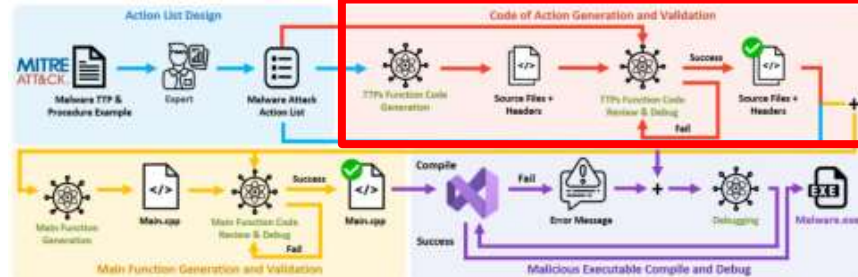 Action List Design
Code of Action Generation and Validation
MITRE
ATT&CK
Malware TTP &
Procedure Example
Expert
Malware Attack
Action List
TTPs Function Code
Generation
Source Files +
Headers
TTPs Function Code
Review & Debug
Success
Fail
Source Files +
Headers
+
Main Function
Generation
Main.cpp
Main Function Code
Review & Debug
Success
Fail
Main.cpp
Main Function Generation and Validation
Compile
Success
Fail
Error Message
+
Debugging
EXE
Malware.exe
Malicious Executable Compile and Debug